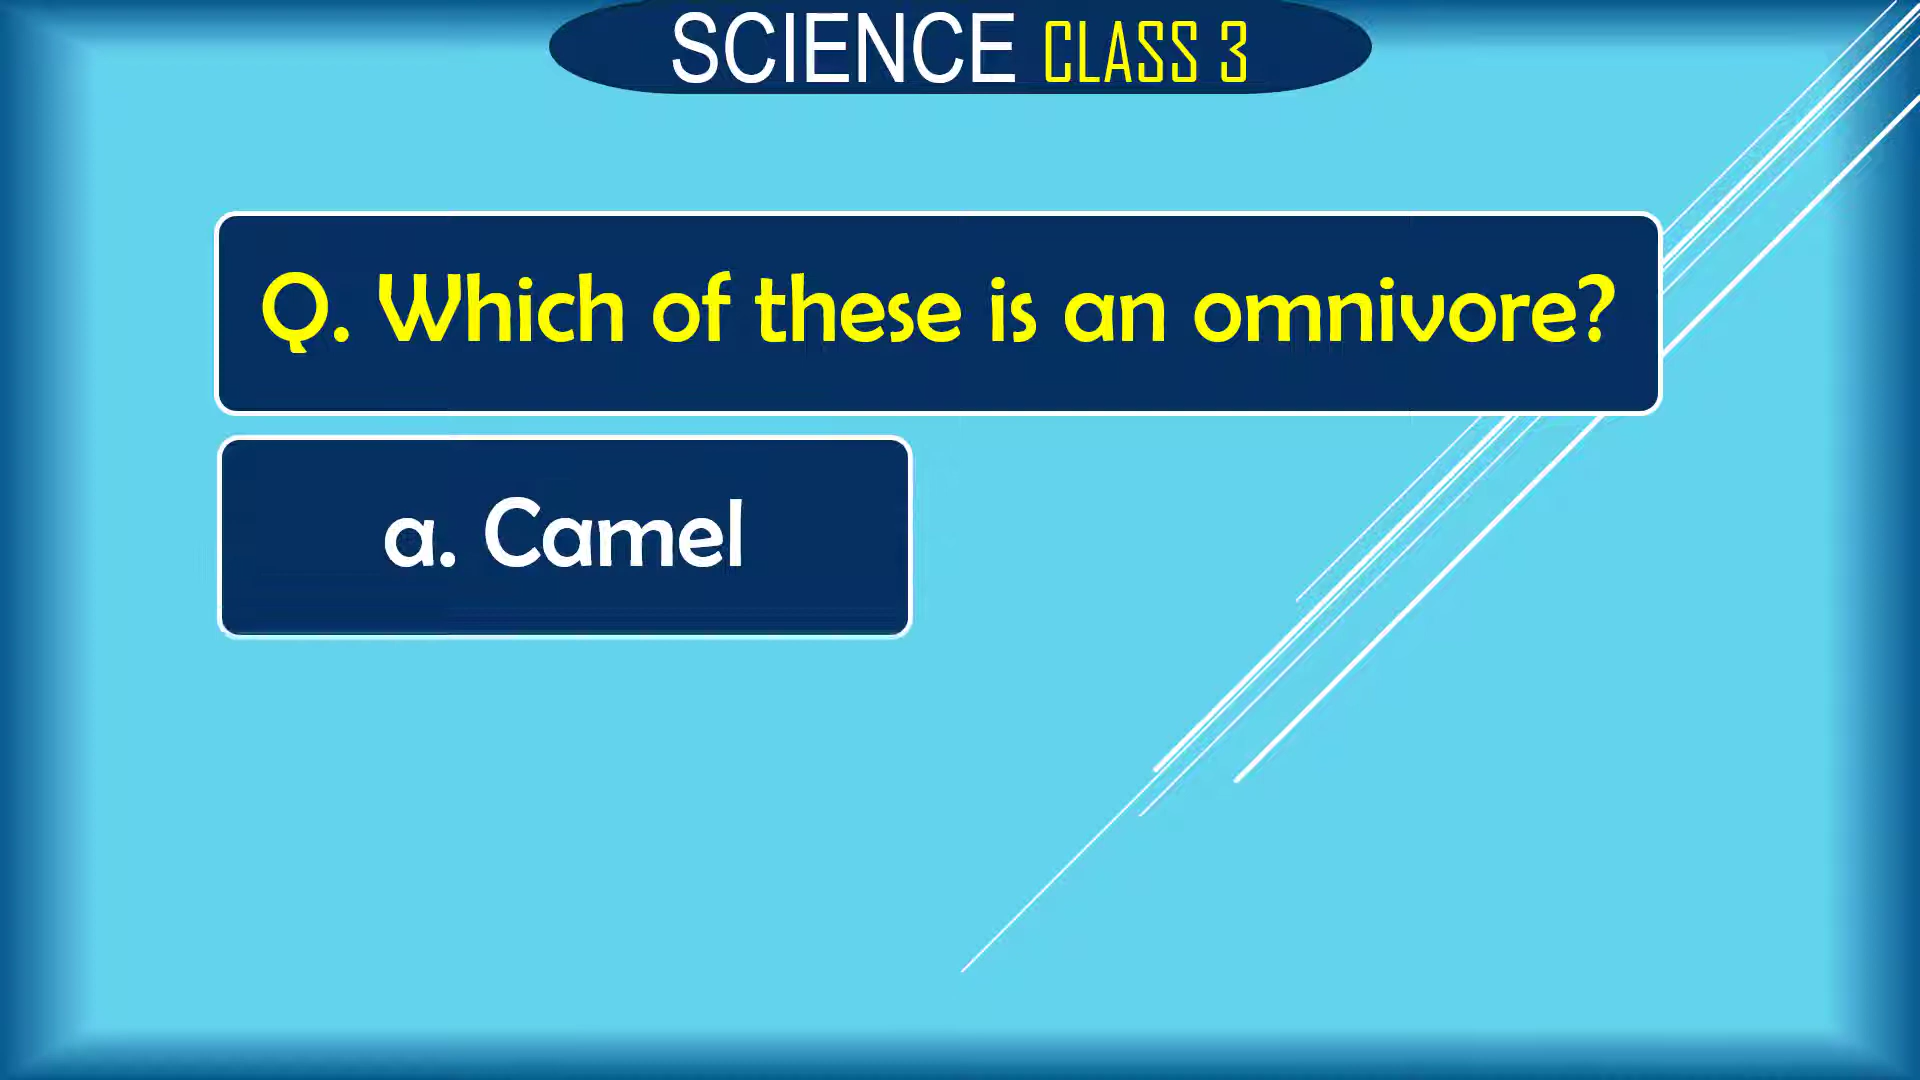 SCIENCE CLASS 3
Q. Which of these is an omnivore?
a. Camel